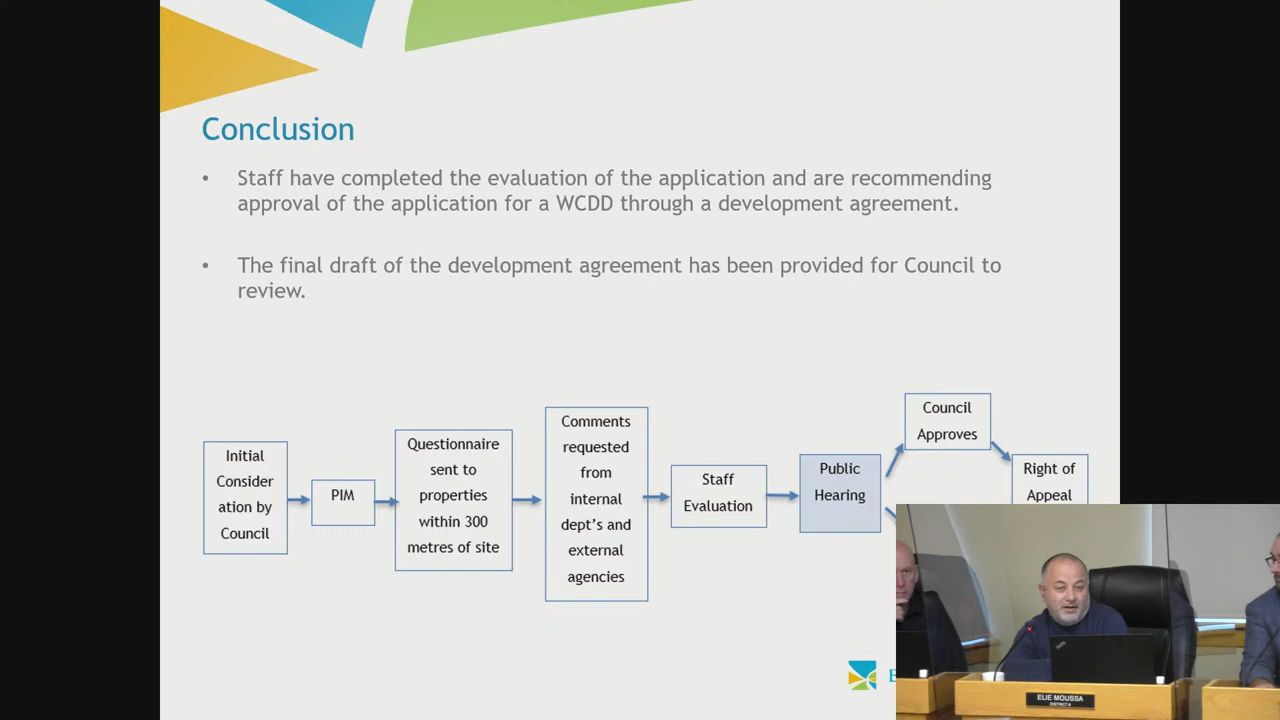 Conclusion
• Staff have completed the evaluation of the application and are recommending
approval of the application for a WCDD through a development agreement.
• The final draft of the development agreement has been provided for Council to
review.
Initial
Consider
ation by
Council
PIM
Questionnaire
sent to
properties
within 300
metres of site
Comments
requested
from
internal
dept's and
external
agencies
Staff
Evaluation
Public
Hearing
Council
Approves
Right of
Appeal
ELIE MOUSSA